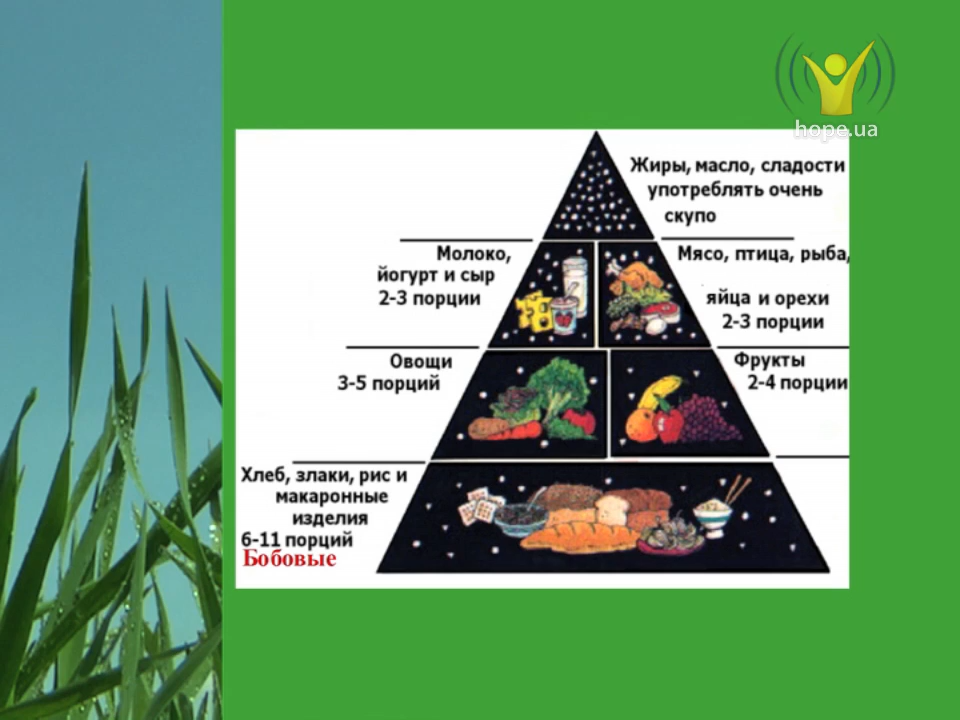 hope.ua
Жиры, масло, сладости
употреблять очень
скупо
Молоко,
йогурт и сыр
2-3 порции
Мясо, птица, рыба,
яйца и орехи
2-3 порции
Овощи
3-5 порций
Фрукты
2-4 порции
Хлеб, злаки, рис и
макаронные
изделия
6-11 порций
Бобовые